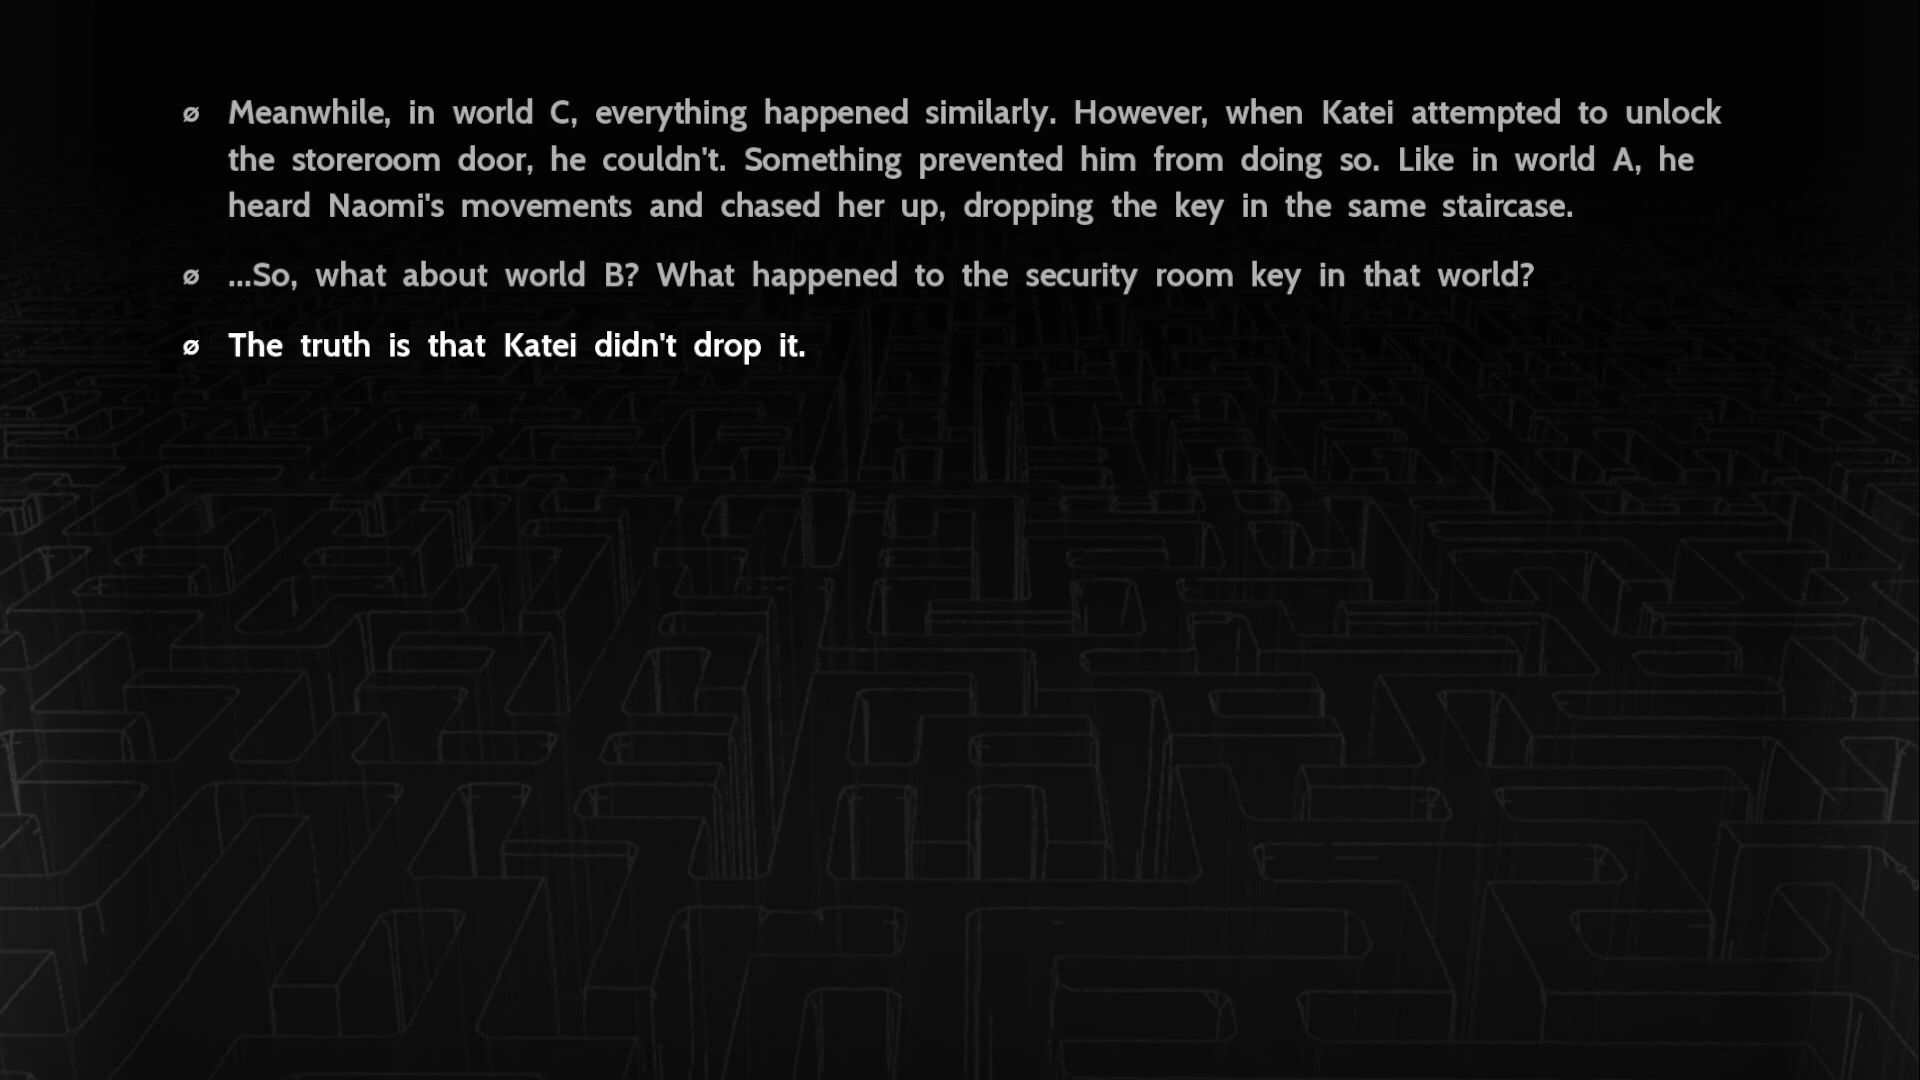 ø Meanwhile, in world C, everything happened similarly. However, when Katei attempted to unlock
the storeroom door, he couldn't. Something prevented him from doing so. Like in world A, he
heard Naomi's movements and chased her up, dropping the key in the same staircase.
ø ...So, what about world B? What happened to the security room key in that world?
ø The truth is that Katei didn't drop it.